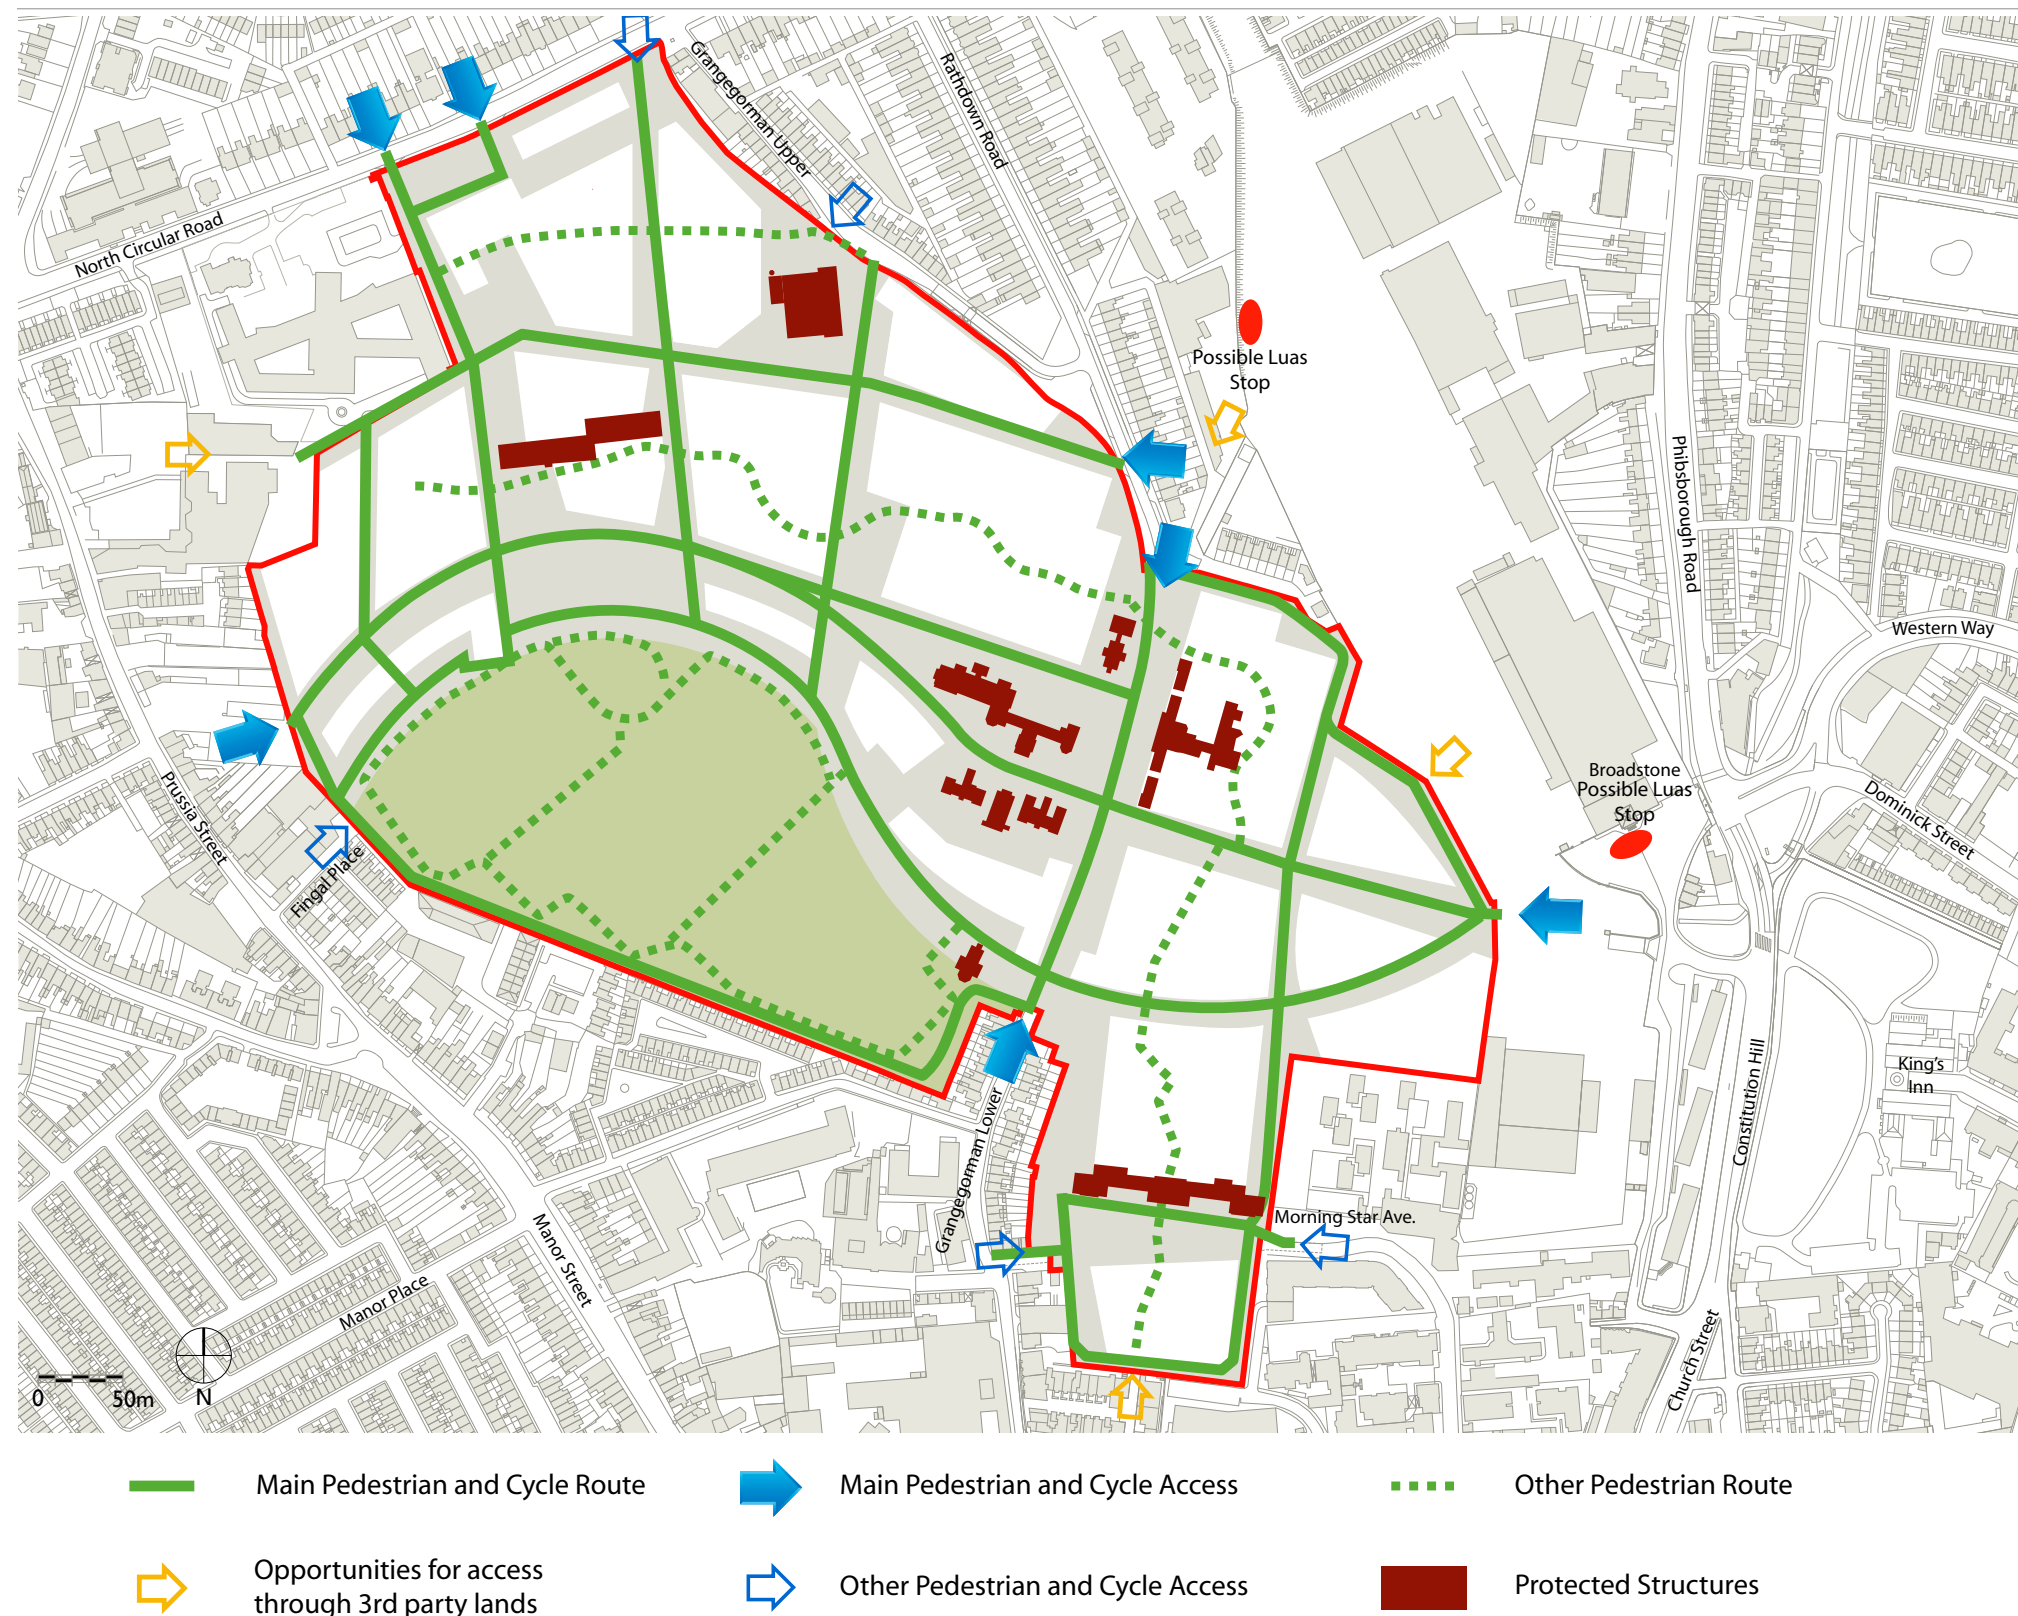 Grangegorman Upper
Rathdown Road
North Circular Road
Possible Luas
Stop
Phibsborough Road
Western Way
Prussia Street
Broadstone
Possible Luas
Stop
Dominick Street
Fingal Place
King's
Inn
Constitution Hill
Grangegorman Lower
Morning Star Ave.
Manor Street
Manor Place
Church Street
0 50m
N
Main Pedestrian and Cycle Route
Main Pedestrian and Cycle Access
Other Pedestrian Route
Opportunities for access
through 3rd party lands
Other Pedestrian and Cycle Access
Protected Structures